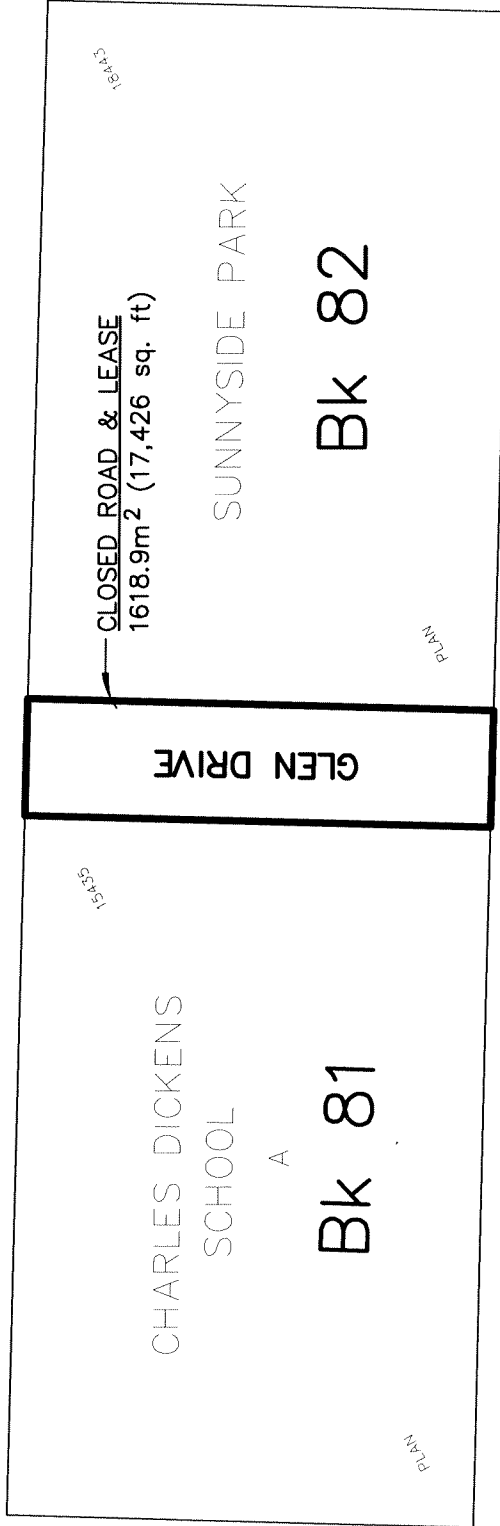 CHARLES DICKENS
SCHOOL
A
Bk 81
PLAN
15435
GLEN DRIVE
CLOSED ROAD & LEASE
1618.9m² (17,426 sq. ft)
SUNNYSIDE PARK
Bk 82
PLAN
18443